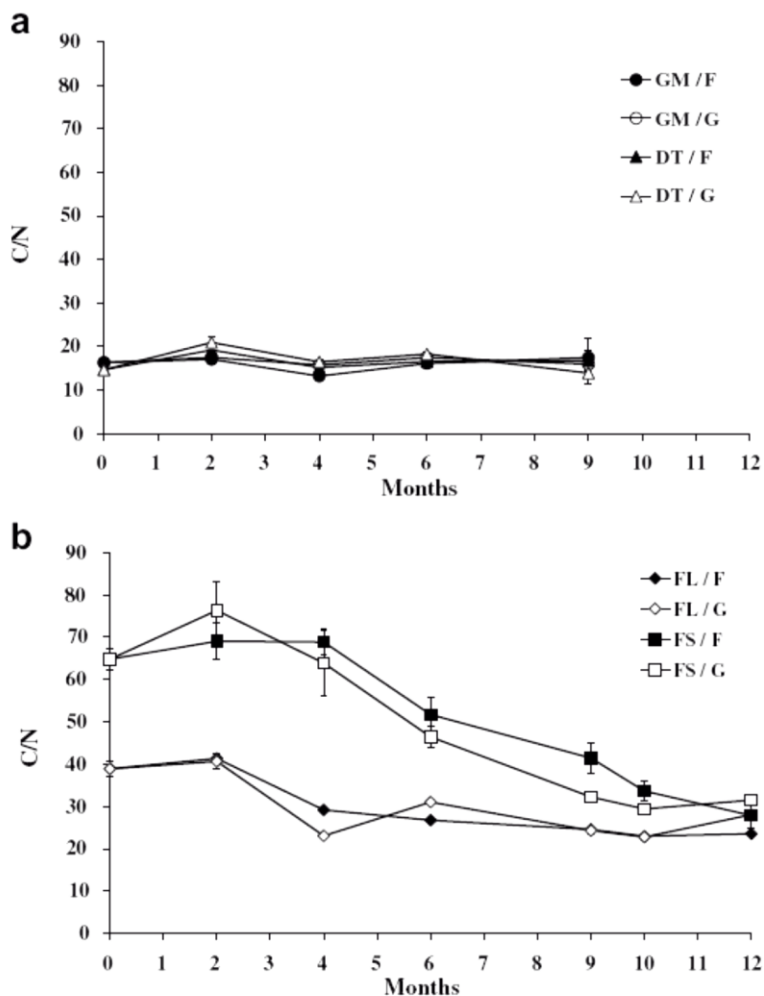 a
90
80
70
60
50
40
30
20
10
0
C/N
GM / F
GM / G
DT / F
DT / G
0 1 2 3 4 5 6 7 8 9 10 11 12
Months
b
90
80
70
60
50
40
30
20
10
0
C/N
FL / F
FL / G
FS / F
FS / G
0 1 2 3 4 5 6 7 8 9 10 11 12
Months